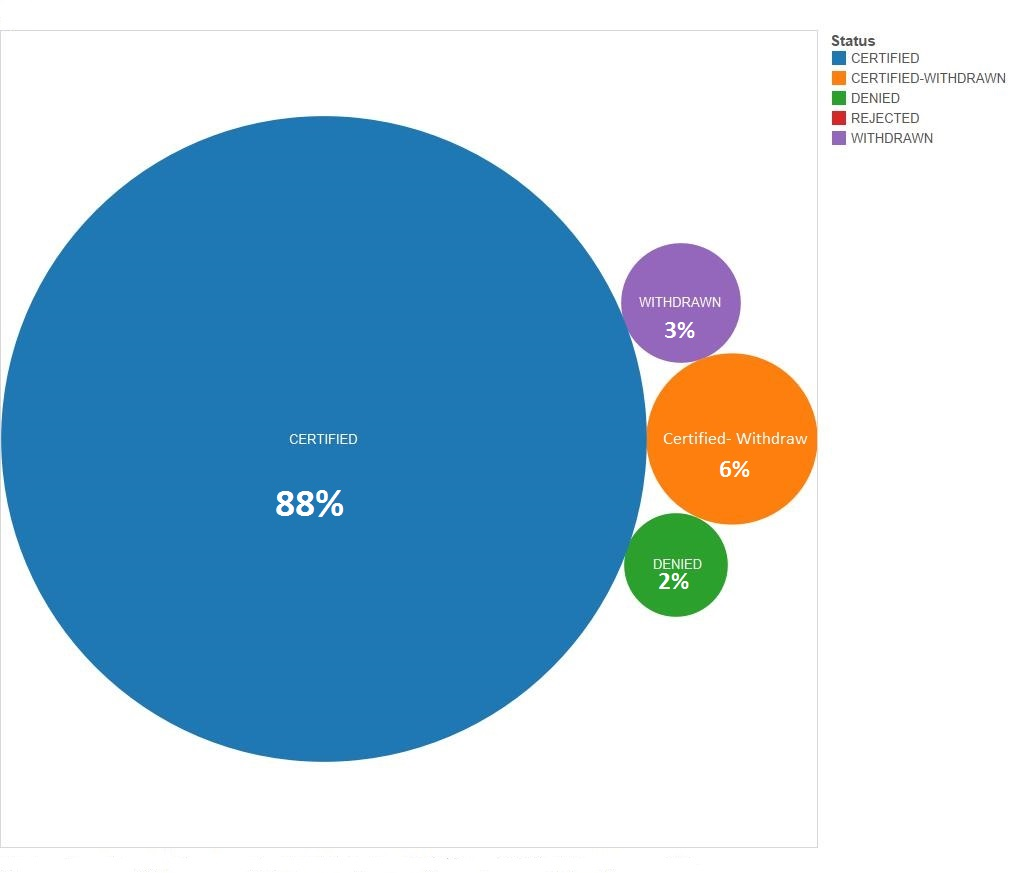 Status
CERTIFIED
CERTIFIED-WITHDRAWN
DENIED
REJECTED
WITHDRAWN
WITHDRAWN
3%
CERTIFIED
88%
Certified- Withdraw
6%
DENIED
2%